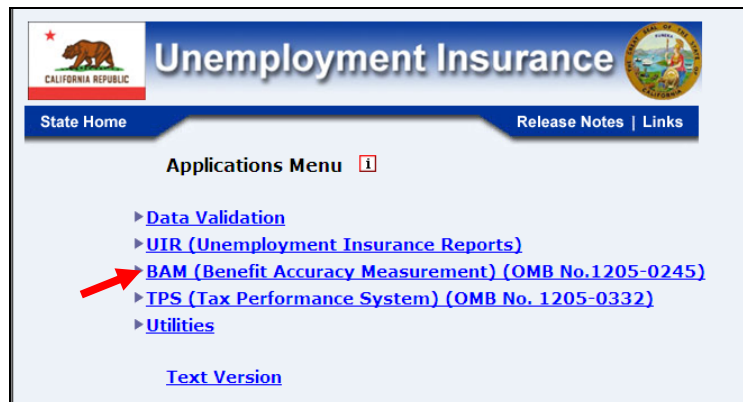 CALIFORNIA REPUBLIC
Unemployment Insurance
State Home
Release Notes | Links
Applications Menu i
Data Validation
UIR (Unemployment Insurance Reports)
BAM (Benefit Accuracy Measurement) (OMB No.1205-0245)
TPS (Tax Performance System) (OMB No. 1205-0332)
Utilities
Text Version